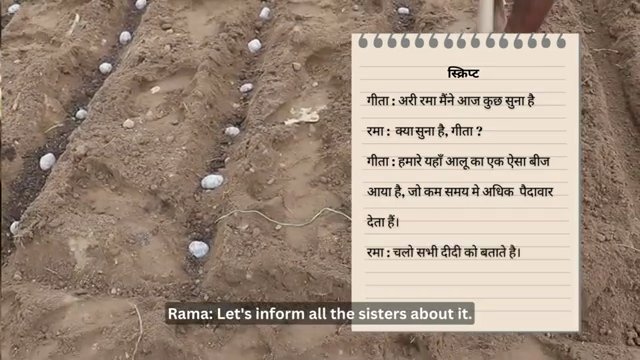 स्क्रिप्ट
गीता : अरी रमा मैंने आज कुछ सुना है
रमा : क्या सुना है, गीता ?
गीता : हमारे यहाँ आलू का एक ऐसा बीज
आया है, जो कम समय मे अधिक पैदावार
देता हैं।
रमा : चलो सभी दीदी को बताते है।
Rama: Let's inform all the sisters about it.